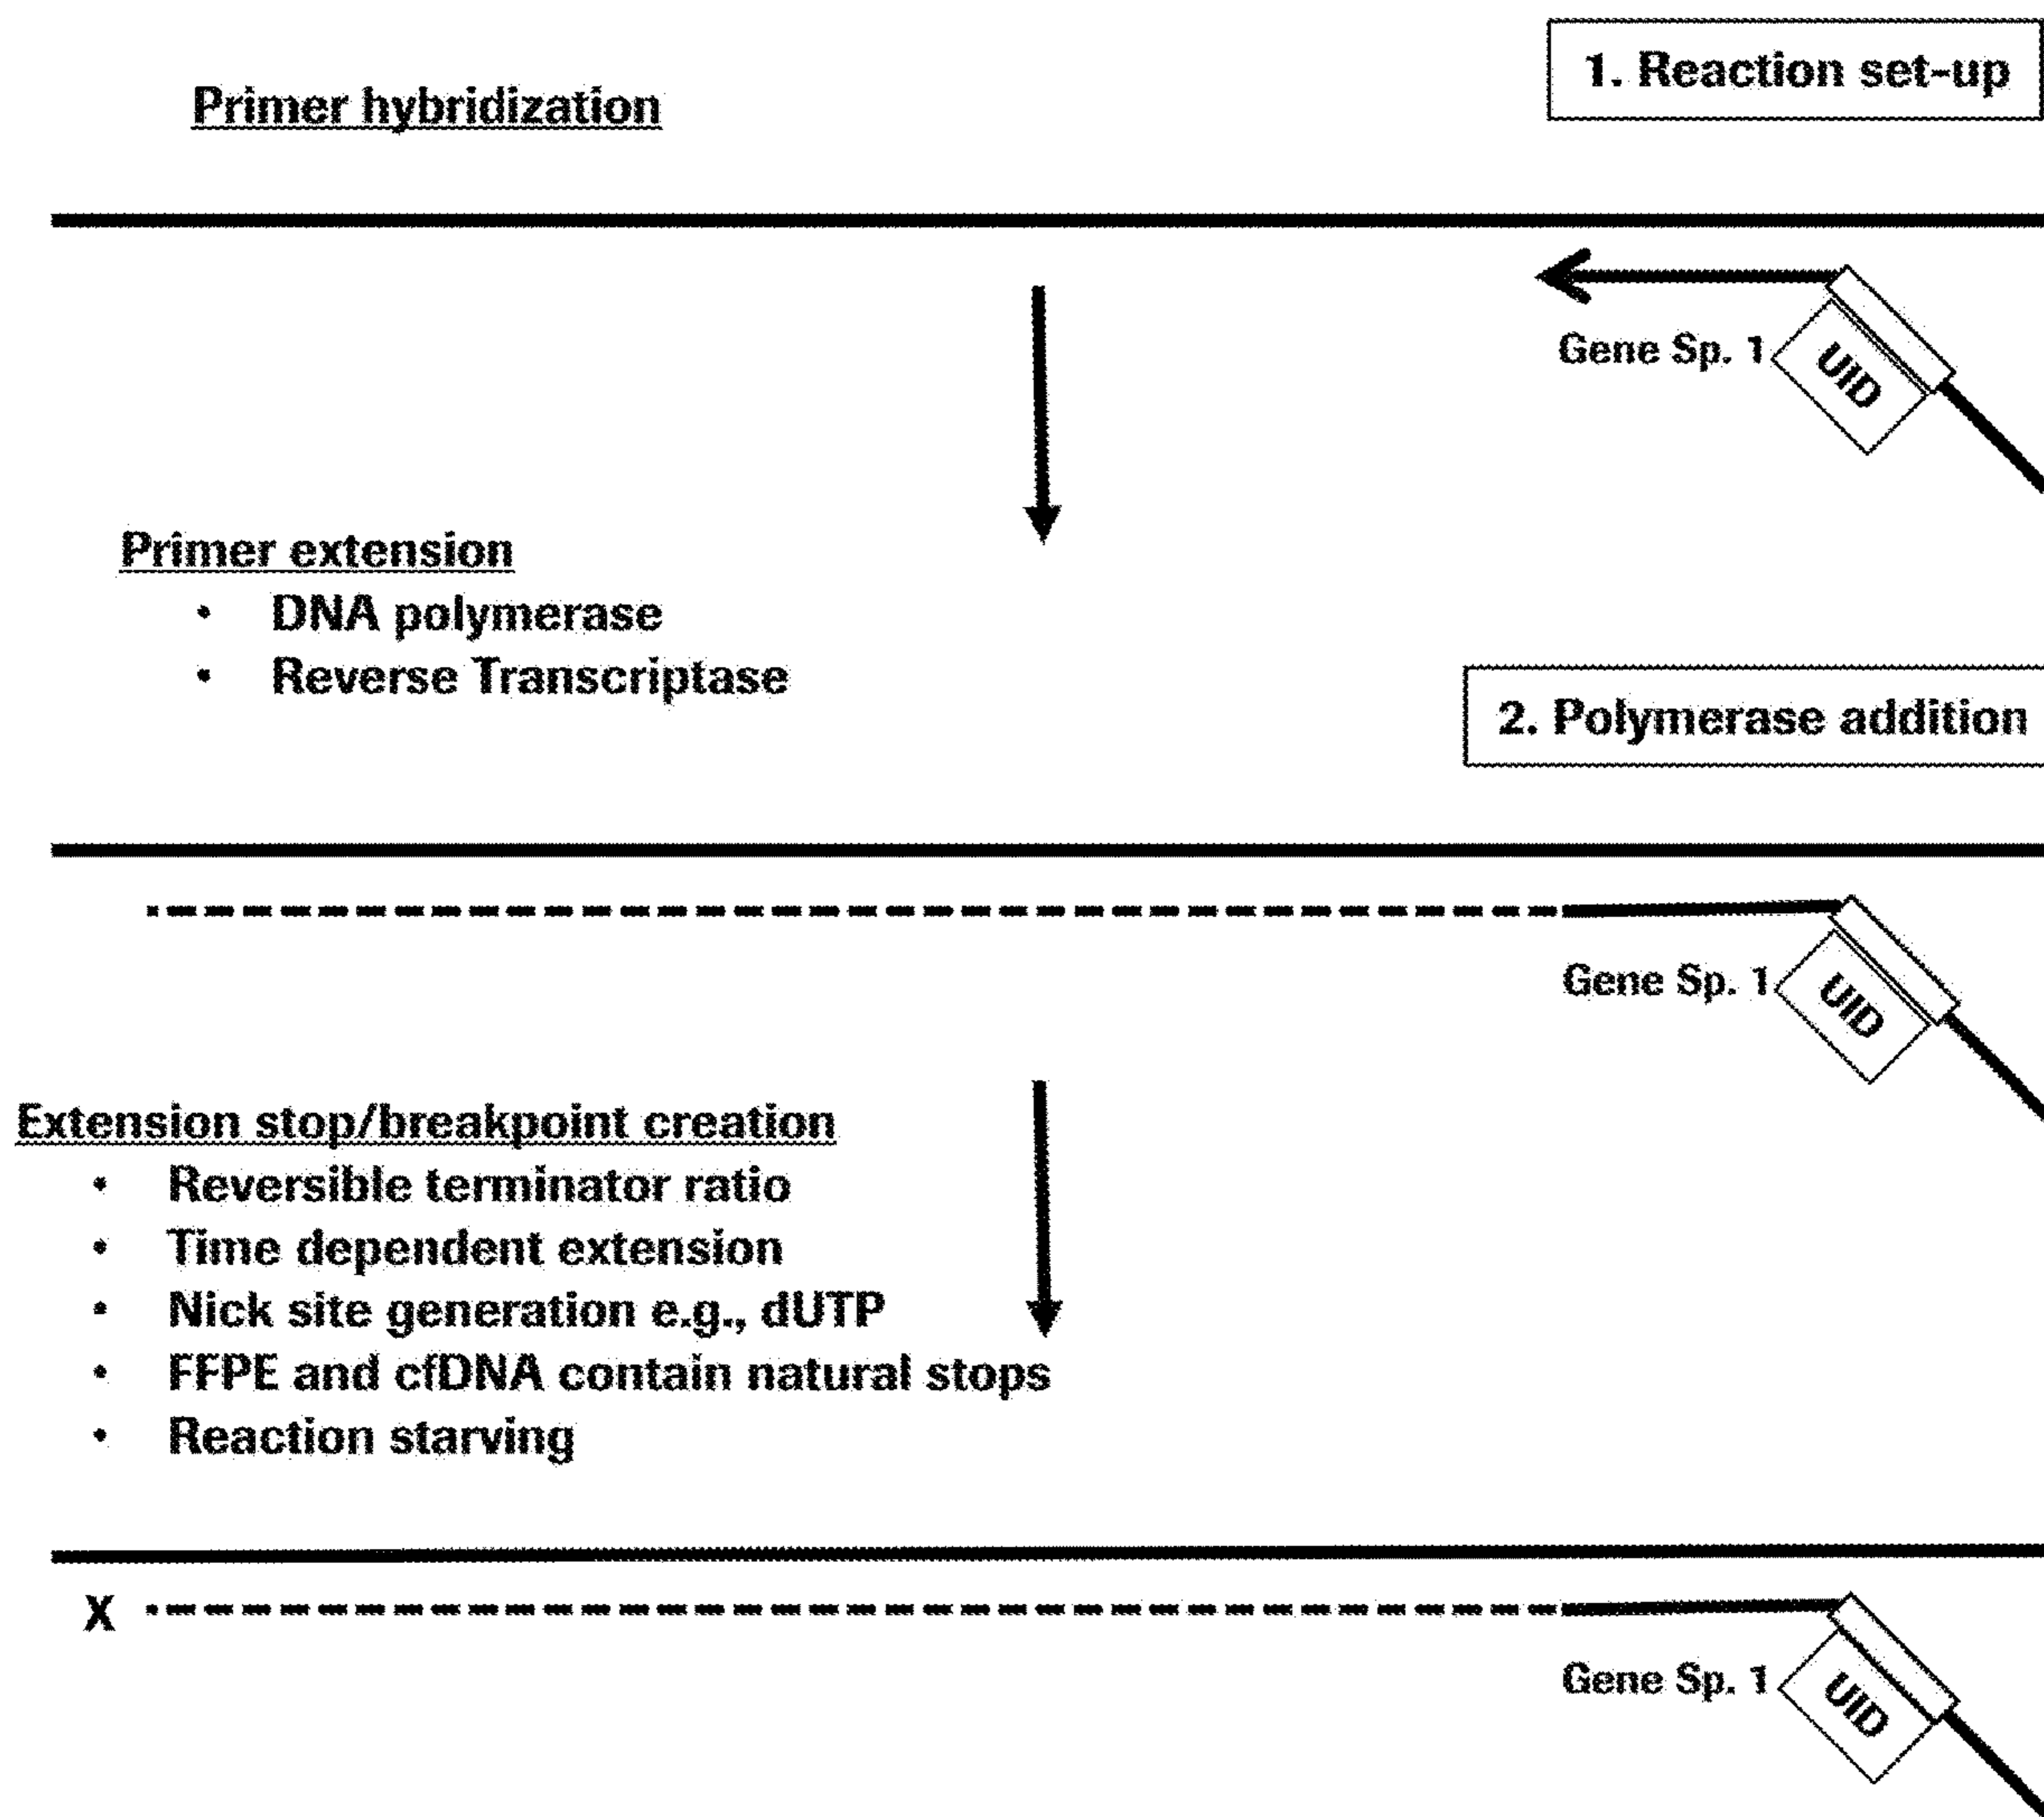 1. Reaction set-up
Primer hybridization
Gene Sp. 1
UID
Primer extension
• DNA polymerase
• Reverse Transcriptase
2. Polymerase addition
Gene Sp. 1
UID
Extension stop/breakpoint creation
• Reversible terminator ratio
• Time dependent extension
• Nick site generation e.g., dUTP
• FFPE and cfDNA contain natural stops
• Reaction starving
X
Gene Sp. 1
UID